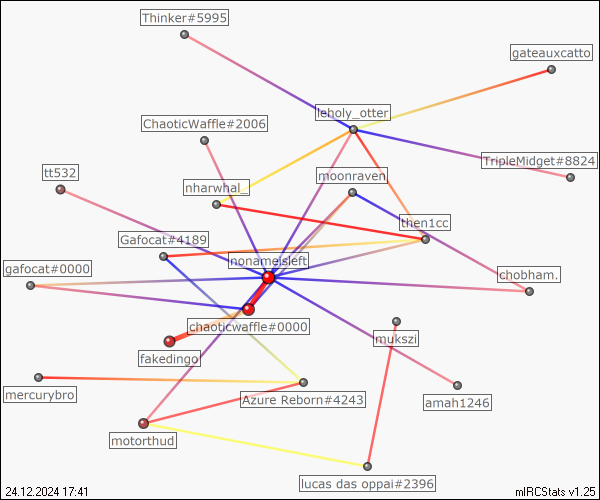 Thinker#5995
gateauxcatto
leholy_otter
ChaoticWaffle#2006
TripleMidget#8824
tt532
moonraven
nharwhal_
then1cc
Gafocat#4189
nonameisleft
gafocat#0000
chobham.
chaoticwaffle#0000
mukszi
fakedingo
mercurybro
Azure Reborn#4243
amah1246
motorthud
lucas das oppai#2396
24.12.2024 17:41
mIRCStats v1.25